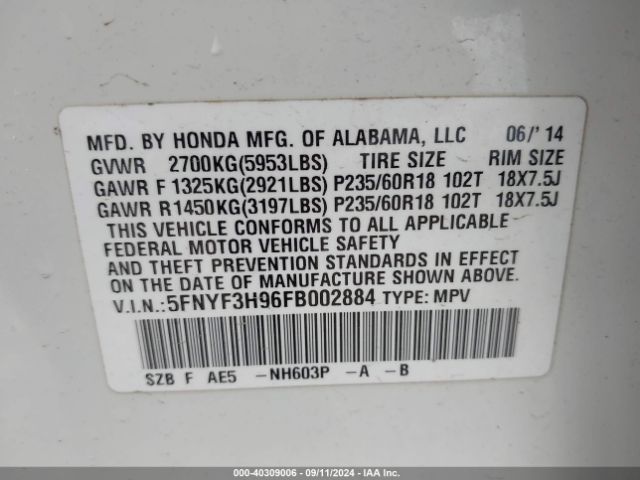 MFD. BY HONDA MFG. OF ALABAMA, LLC 06/'14
GVWR 2700KG(5953LBS) TIRE SIZE RIM SIZE
GAWR F 1325KG(2921LBS) P235/60R18 102T 18X7.5J
GAWR R1450KG(3197LBS) P235/60R18 102T 18X7.5J
THIS VEHICLE CONFORMS TO ALL APPLICABLE
FEDERAL MOTOR VEHICLE SAFETY
AND THEFT PREVENTION STANDARDS IN EFFECT
ON THE DATE OF MANUFACTURE SHOWN ABOVE.
V.I.N.:5FNYF3H96FB002884 TYPE: MPV
SZB F AE5 -NH603P -A -B
000-40309006 - 09/11/2024 - IAA Inc.